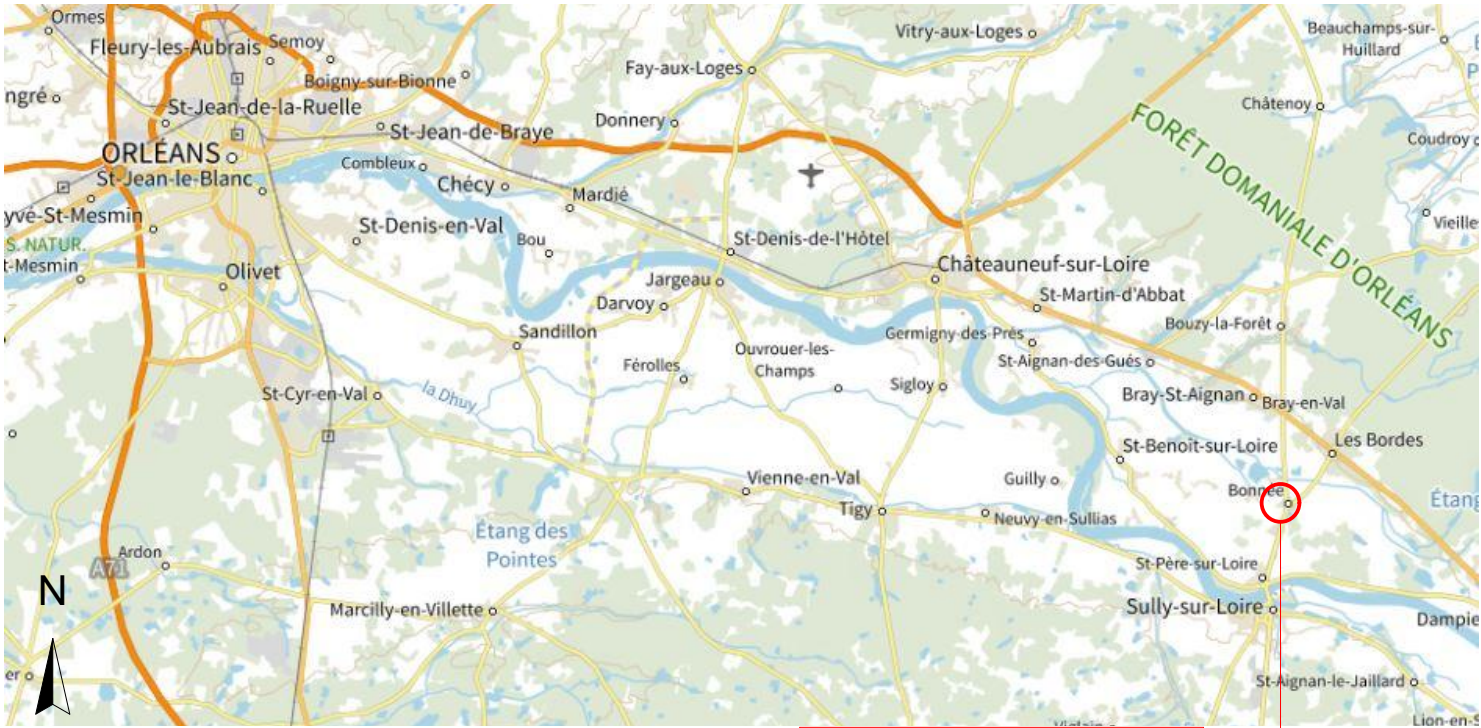 Ormes
Fleury-les-Aubrais
Semoy
Boigny-sur-Bionne
Vitry-aux-Loges
Beauchamps-sur-
Huillard
Fay-aux-Loges
ngré
St-Jean-de-la-Ruelle
Châtenoy
FORÊT DOMANIALE D'ORLÉANS
Donnery
St-Jean-de-Braye
Coudroy
ORLÉANS
Combleux
St-Jean-le-Blanc
Chécy
Mardié
yvé-St-Mesmin
St-Denis-en-Val
Vieille
S. NATUR.
t-Mesmin
Bou
St-Denis-de-l'Hôtel
Olivet
Jargeau
Châteauneuf-sur-Loire
Darvoy
St-Martin-d'Abbat
Sandillon
Germigny-des-Prés
Bouzy-la-Forêt
Ouvrouer-les-
Champs
St-Aignan-des-Gués
Férolles
Sigloy
St-Cyr-en-Val
la Dhuy
Bray-St-Aignan
Bray-en-Val
St-Benoît-sur-Loire
Les Bordes
Vienne-en-Val
Guilly
Bonnée
Étang
Tigy
Neuvy-en-Sullias
Étang des
Pointes
Ardon
A71
St-Père-sur-Loire
N
Marcilly-en-Villette
Sully-sur-Loire
Dampie
er
St-Aignan-le-Jaillard
Lion-en-S